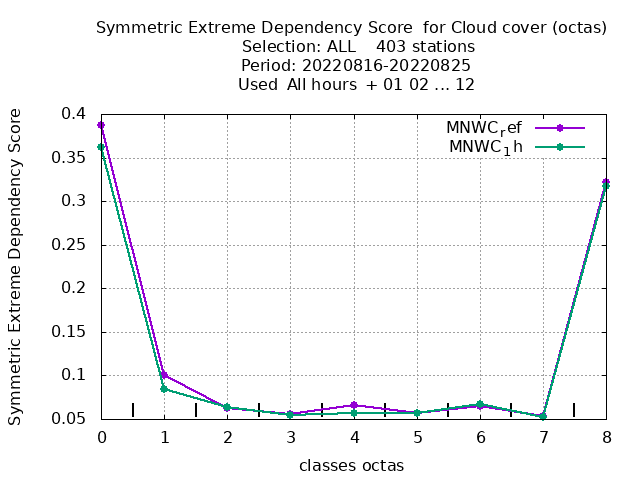 Symmetric Extreme Dependency Score for Cloud cover (octas)
Selection: ALL 403 stations
Period: 20220816-20220825
Used All hours + 01 02 ... 12
MNWCref
MNWC1h
Symmetric Extreme Dependency Score
0.4
0.35
0.3
0.25
0.2
0.15
0.1
0.05
0 1 2 3 4 5 6 7 8
classes octas